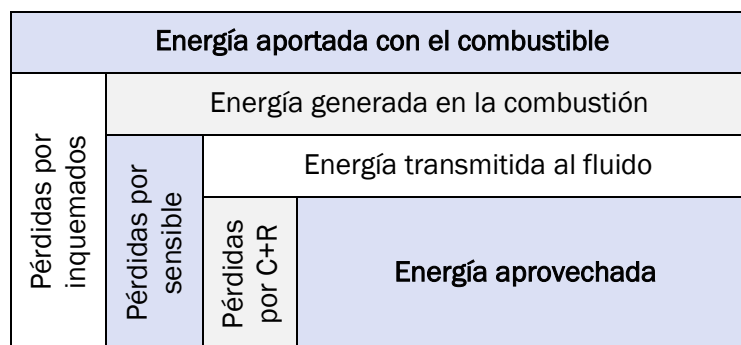 Energía aportada con el combustible
Energía generada en la combustión
Energía transmitida al fluido
Pérdidas por
inquemados
Pérdidas por
sensible
Pérdidas
por C+R
Energía aprovechada